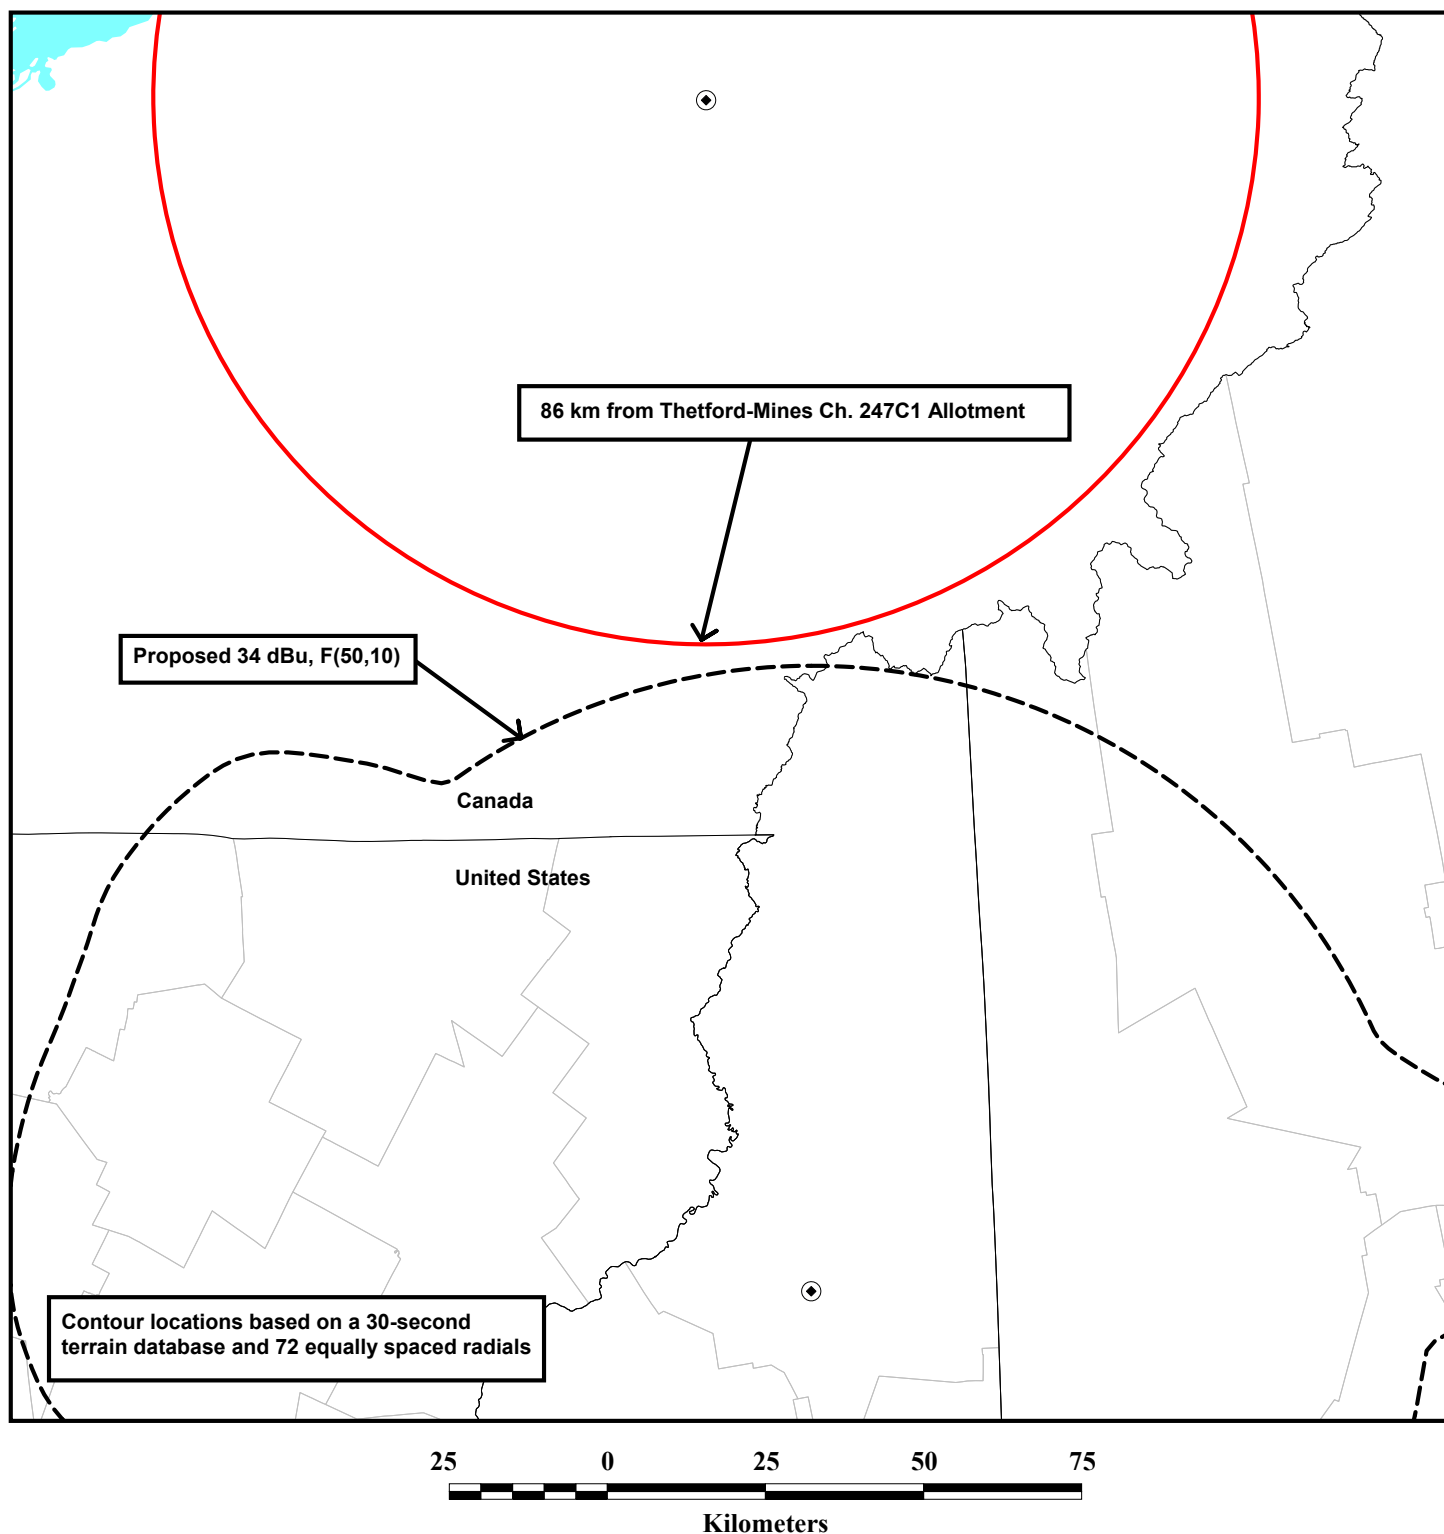 86 km from Thetford-Mines Ch. 247C1 Allotment
Proposed 34 dBu, F(50,10)
Canada
United States
Contour locations based on a 30-second
terrain database and 72 equally spaced radials
25 0 25 50 75
Kilometers